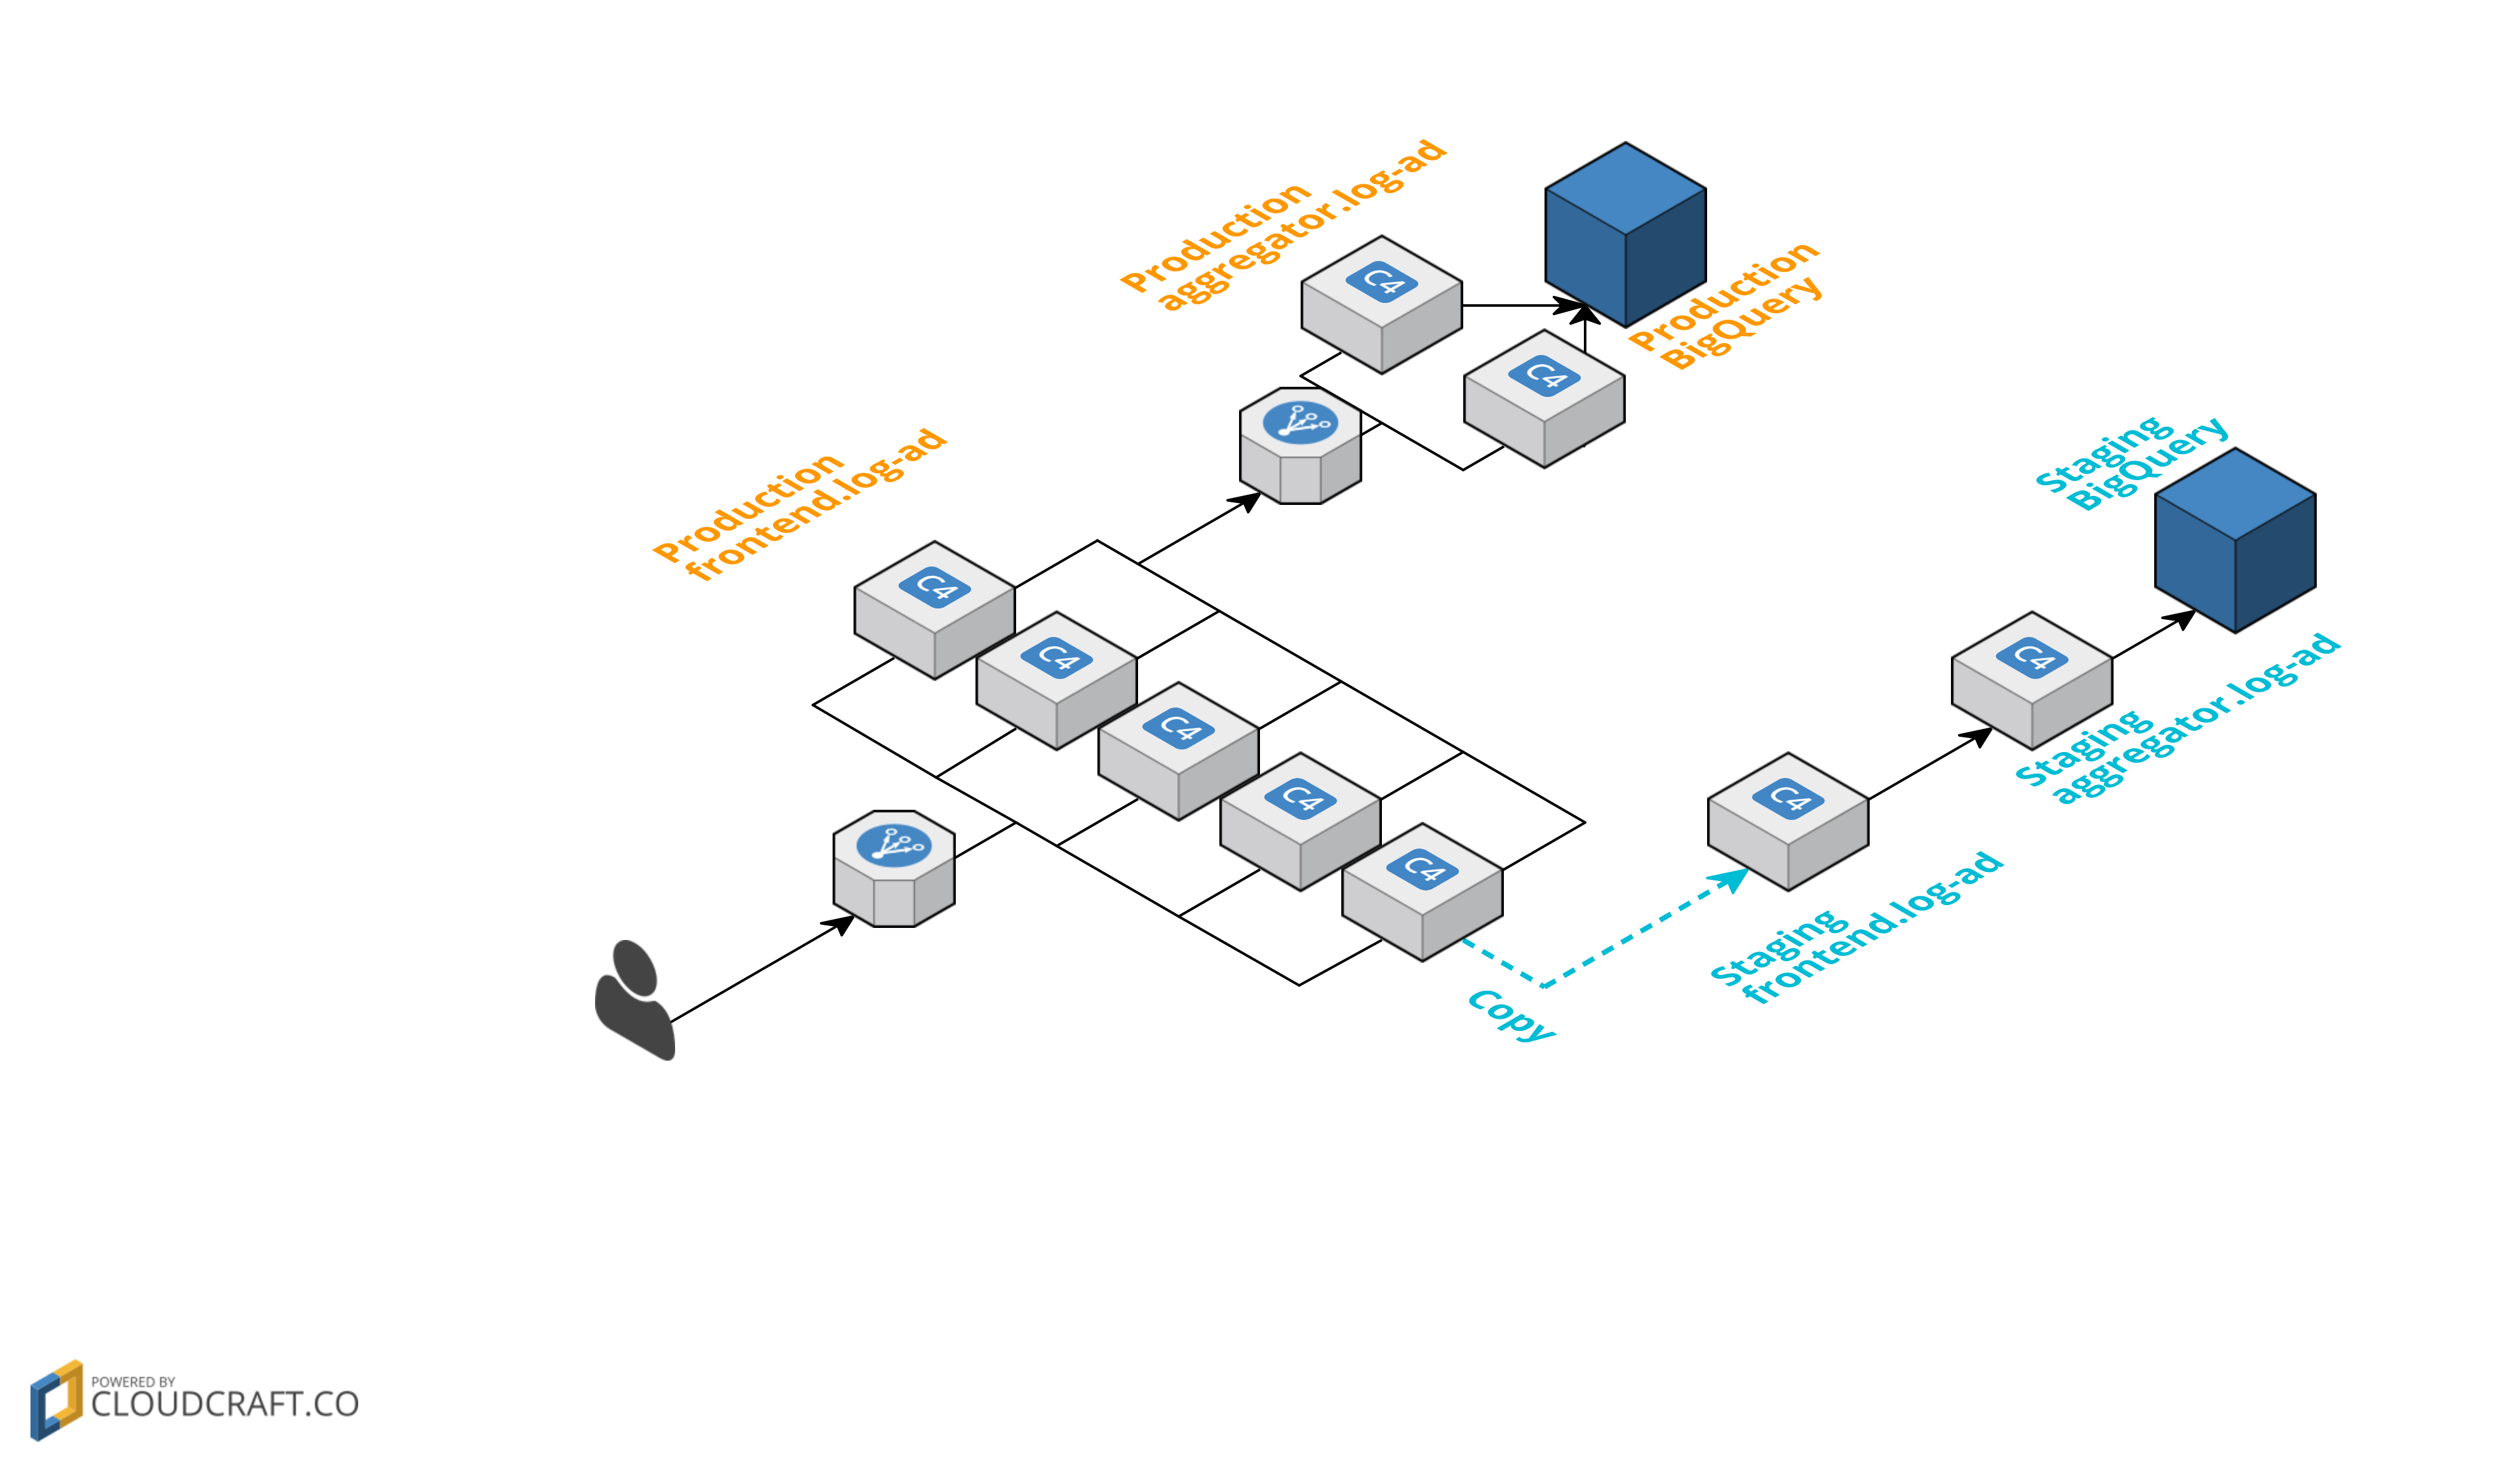 Production
aggregator.log-ad
Production
BigQuery
Production
frontend.log-ad
Staging
BigQuery
Staging
aggregator.log-ad
Staging
frontend.log-ad
Copy
C4
C4
C4
C4
C4
C4
C4
C4
C4
POWERED BY
CLOUDCRAFT.CO